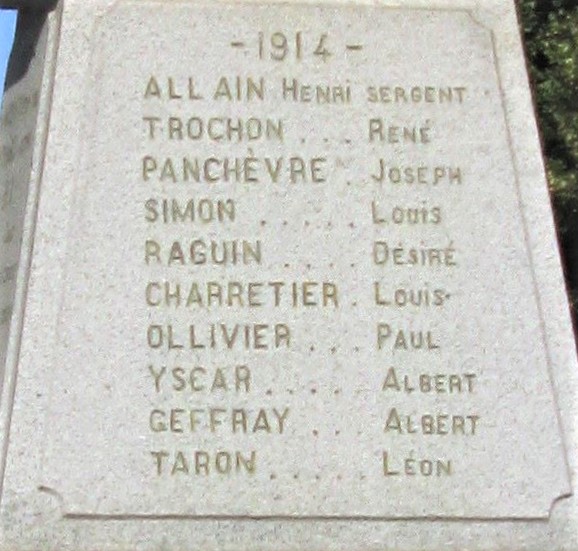 - 1914 -
ALLAIN HENRI SERGENT
TROCHON . . . RENÉ
PANCHÈVRE . JOSEPH
SIMON . . . . . LOUIS
RAGUIN . . . . DÉSIRÉ
CHARRETIER . LOUIS
OLLIVIER . . . PAUL
YSCAR . . . . . ALBERT
GEFFRAY . . . ALBERT
TARON . . . . . LÉON